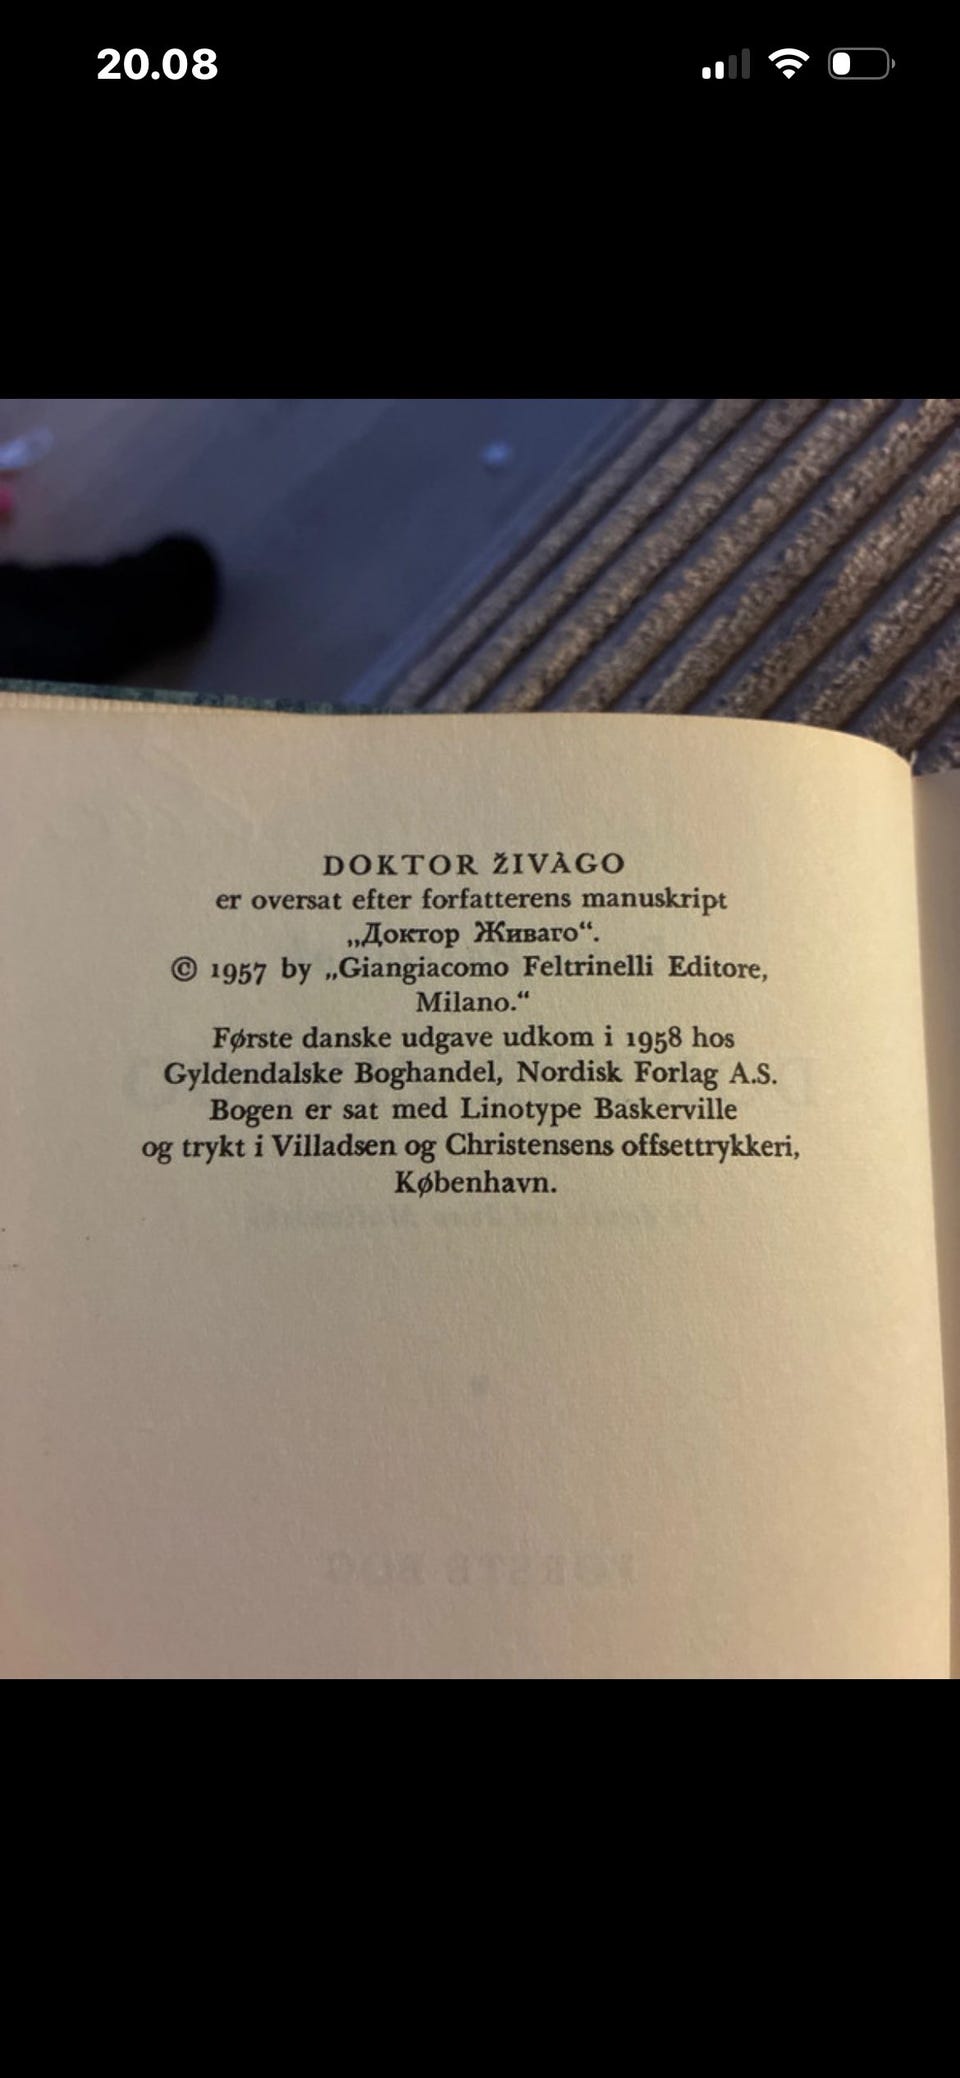 20.08
DOKTOR ŽIVÀGO
er oversat efter forfatterens manuskript
„Доктор Живаго“.
© 1957 by „Giangiacomo Feltrinelli Editore,
Milano.“
Første danske udgave udkom i 1958 hos
Gyldendalske Boghandel, Nordisk Forlag A.S.
Bogen er sat med Linotype Baskerville
og trykt i Villadsen og Christensens offsettrykkeri,
København.